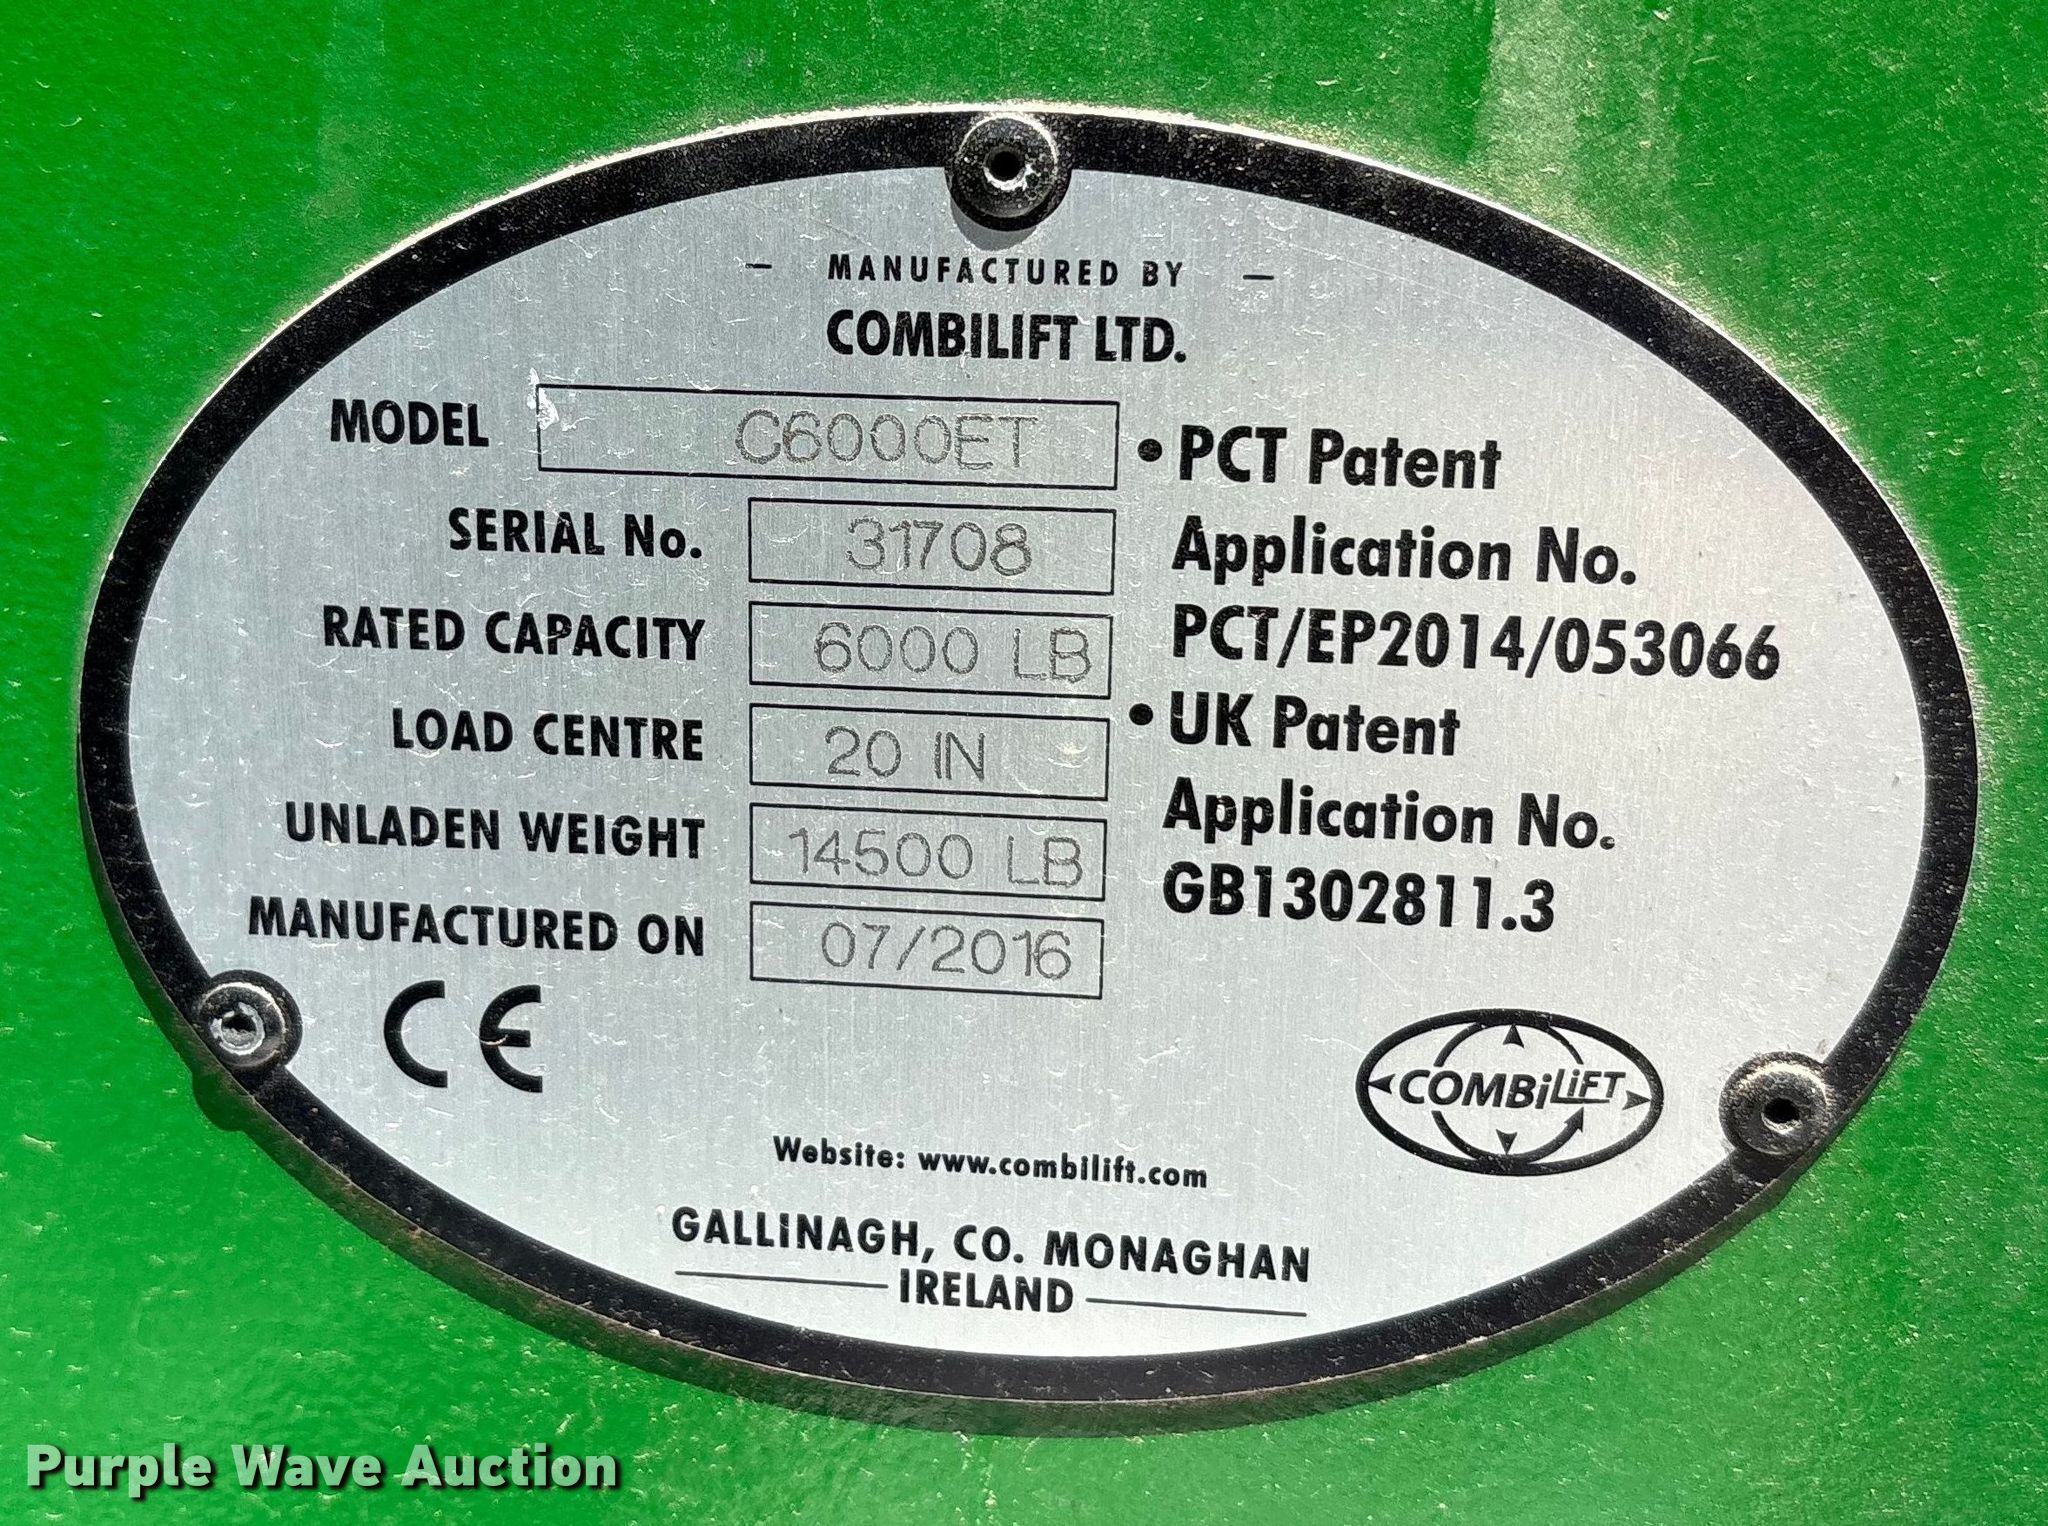 – MANUFACTURED BY –
COMBILIFT LTD.
MODEL C6000ET
SERIAL No. 31708
RATED CAPACITY 6000 LB
LOAD CENTRE 20 IN
UNLADEN WEIGHT 14500 LB
MANUFACTURED ON 07/2016
• PCT Patent
Application No.
PCT/EP2014/053066
• UK Patent
Application No.
GB1302811.3
CE
COMBiLiFT
Website: www.combilift.com
GALLINAGH, CO. MONAGHAN
IRELAND
Purple Wave Auction